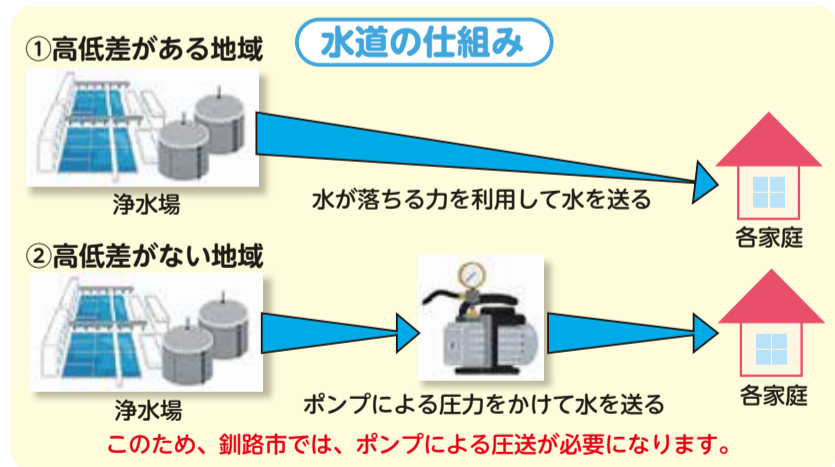 水道の仕組み
①高低差がある地域
浄水場
水が落ちる力を利用して水を送る
各家庭
②高低差がない地域
浄水場
ポンプによる圧力をかけて水を送る
各家庭
このため、釧路市では、ポンプによる圧送が必要になります。